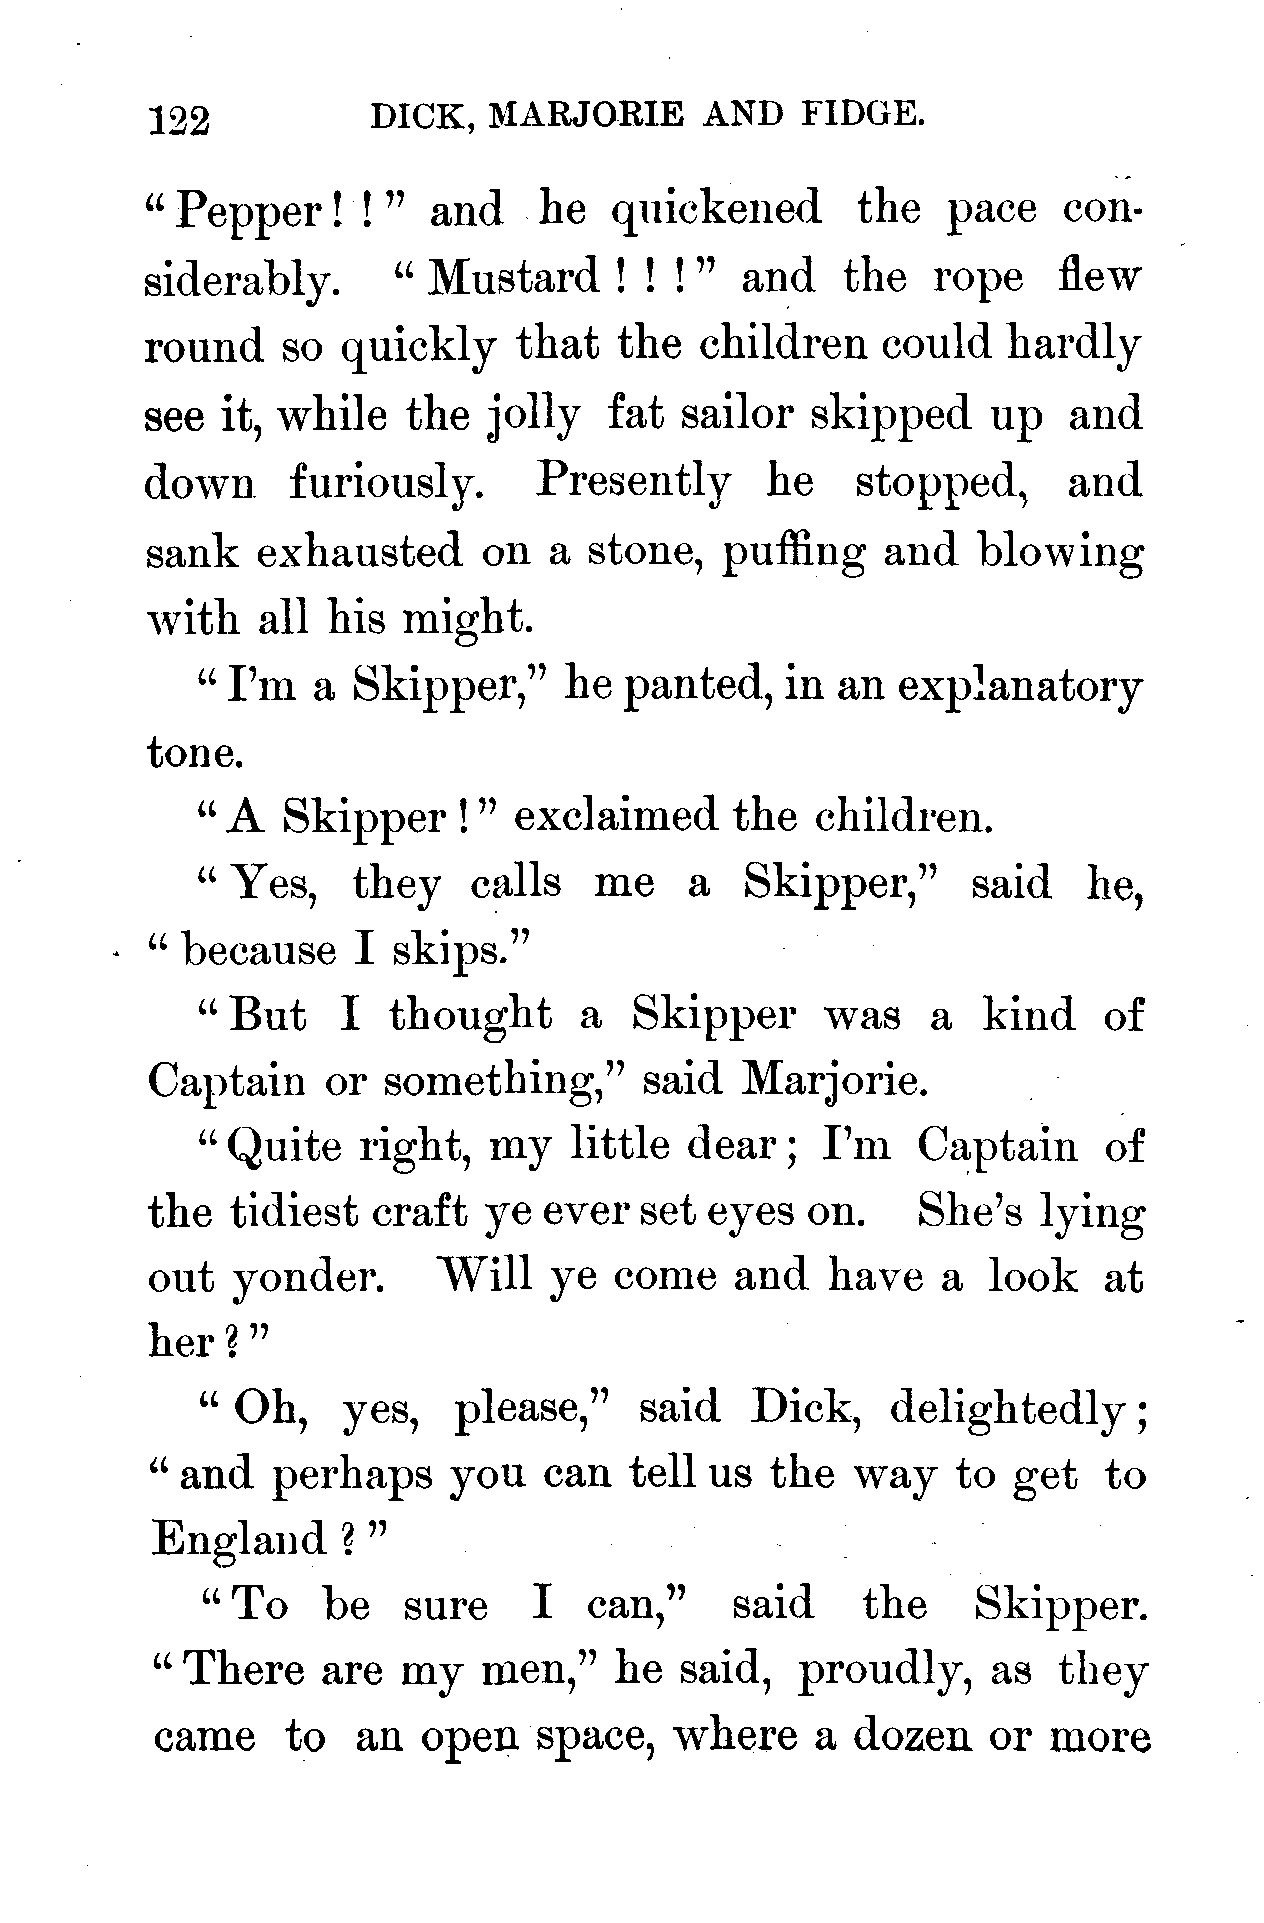 122 DICK, MARJORIE AND FIDGE.
“Pepper! !” and he quickened the pace con-
siderably. “Mustard ! ! !” and the rope flew
round so quickly that the children could hardly
see it, while the jolly fat sailor skipped up and
down furiously. Presently he stopped, and
sank exhausted on a stone, puffing and blowing
with all his might.
“I’m a Skipper,” he panted, in an explanatory
tone.
“A Skipper !” exclaimed the children.
“Yes, they calls me a Skipper,” said he,
“because I skips.”
“But I thought a Skipper was a kind of
Captain or something,” said Marjorie.
“Quite right, my little dear; I’m Captain of
the tidiest craft ye ever set eyes on. She’s lying
out yonder. Will ye come and have a look at
her?”
“Oh, yes, please,” said Dick, delightedly;
“and perhaps you can tell us the way to get to
England?”
“To be sure I can,” said the Skipper.
“There are my men,” he said, proudly, as they
came to an open space, where a dozen or more